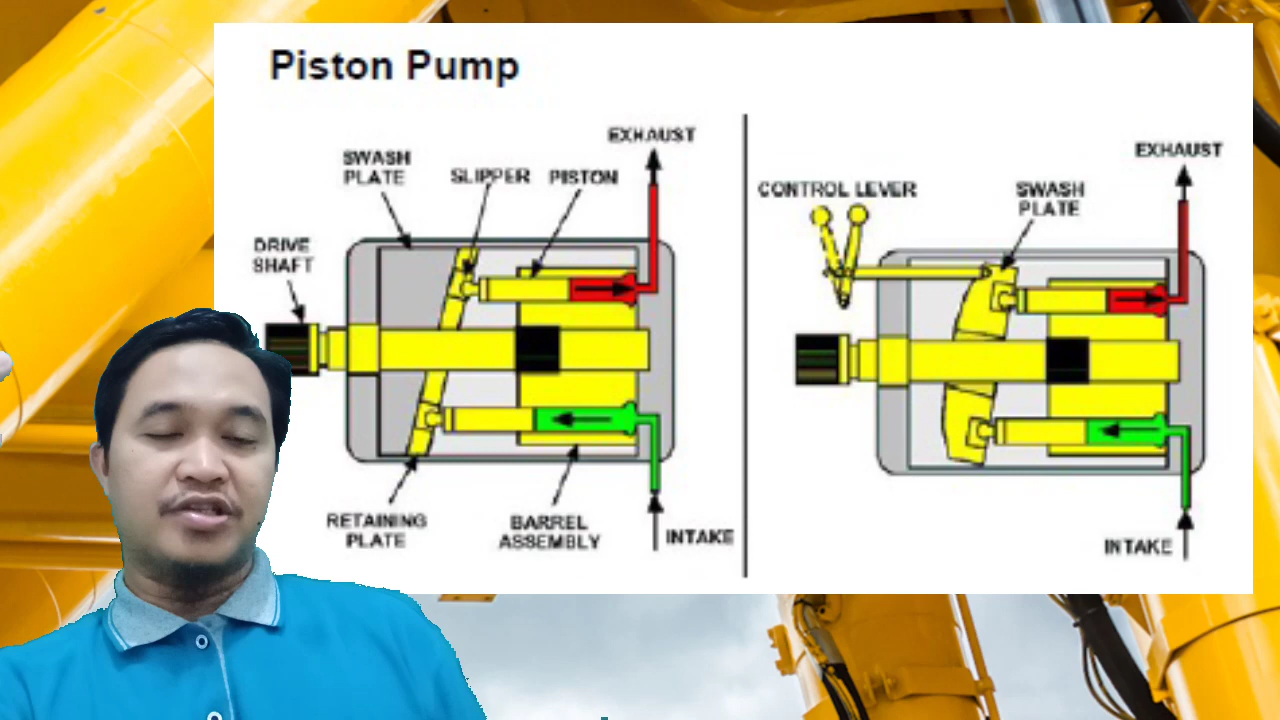 Piston Pump
EXHAUST
SWASH
PLATE
SLIPPER
PISTON
DRIVE
SHAFT
RETAINING
PLATE
BARREL
ASSEMBLY
INTAKE
EXHAUST
CONTROL LEVER
SWASH
PLATE
INTAKE